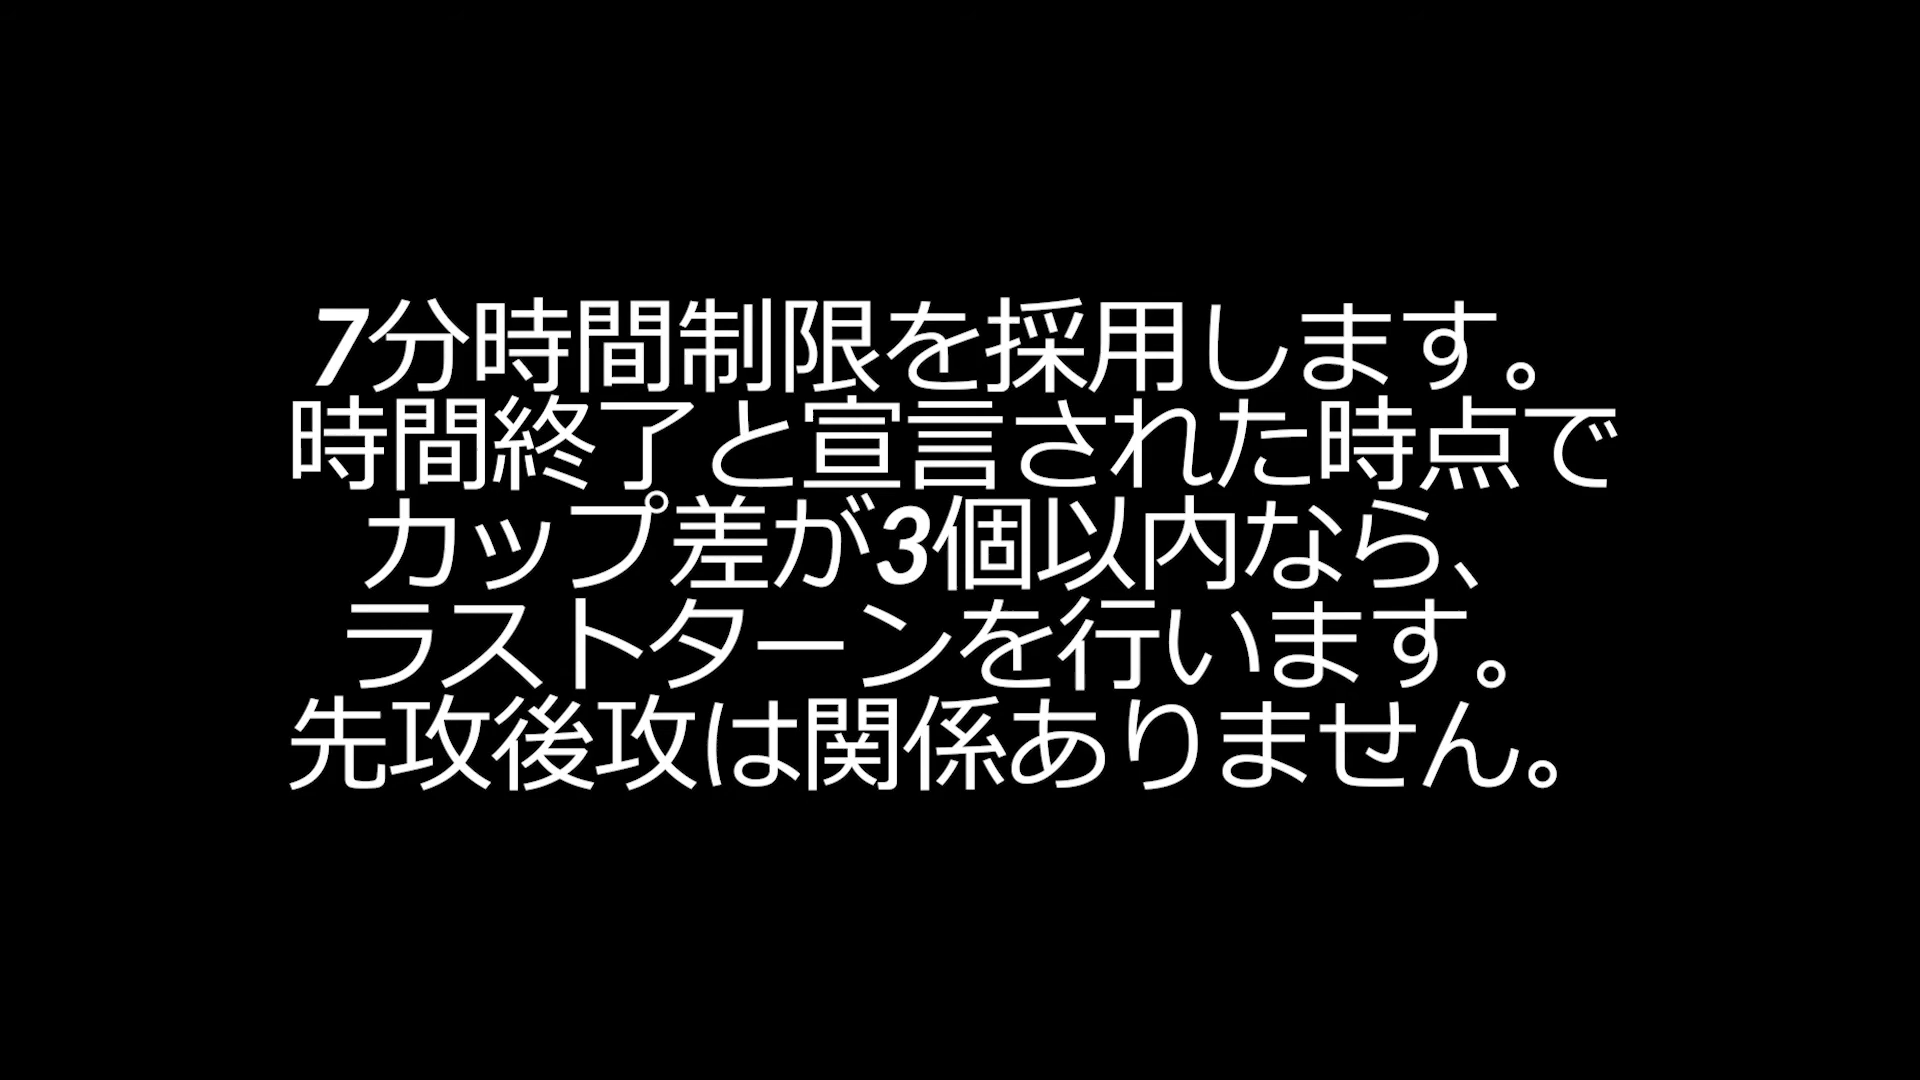 7分時間制限を採用します。
時間終了と宣言された時点で
カップ差が3個以内なら、
ラストターンを行います。
先攻後攻は関係ありません。